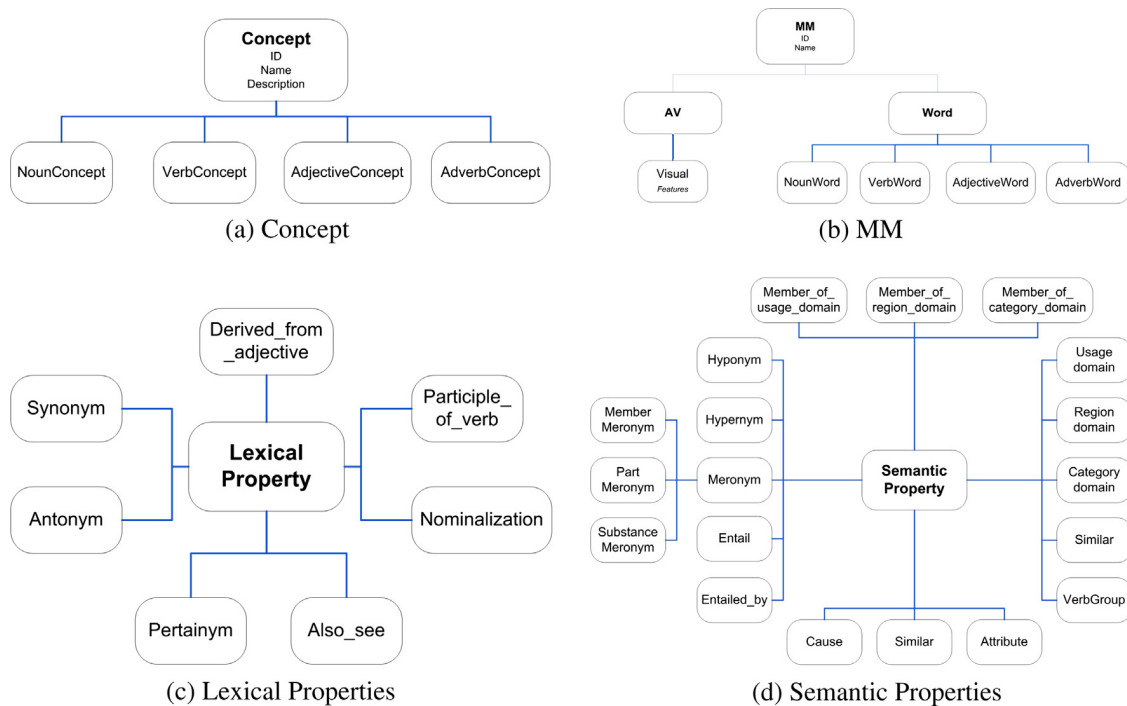 Concept
ID
Name
Description
NounConcept
VerbConcept
AdjectiveConcept
AdverbConcept
(a) Concept
MM
ID
Name
AV
Word
Visual
Features
NounWord
VerbWord
AdjectiveWord
AdverbWord
(b) MM
Derived_from
_adjective
Synonym
Participle_
of_verb
Lexical
Property
Antonym
Nominalization
Pertainym
Also_see
(c) Lexical Properties
Member_of_
usage_domain
Member_of_
region_domain
Member_of_
category_domain
Hyponym
Usage
domain
Member
Meronym
Hypernym
Region
domain
Part
Meronym
Meronym
Semantic
Property
Category
domain
Substance
Meronym
Entail
Similar
Entailed_by
VerbGroup
Cause
Similar
Attribute
(d) Semantic Properties